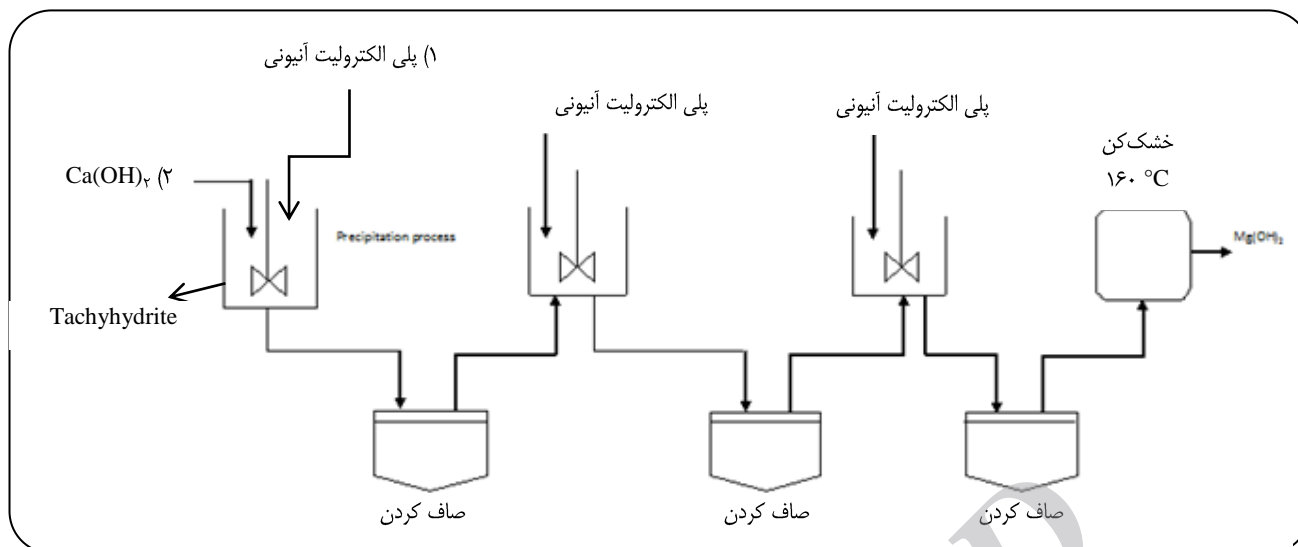 ۱) پلی الکترولیت آنیونی
پلی الکترولیت آنیونی
پلی الکترولیت آنیونی
خشک‌کن
۱۶۰ °C
Ca(OH)۲ (۲
Precipitation process
Mg(OH)₂
Tachyhydrite
صاف کردن
صاف کردن
صاف کردن